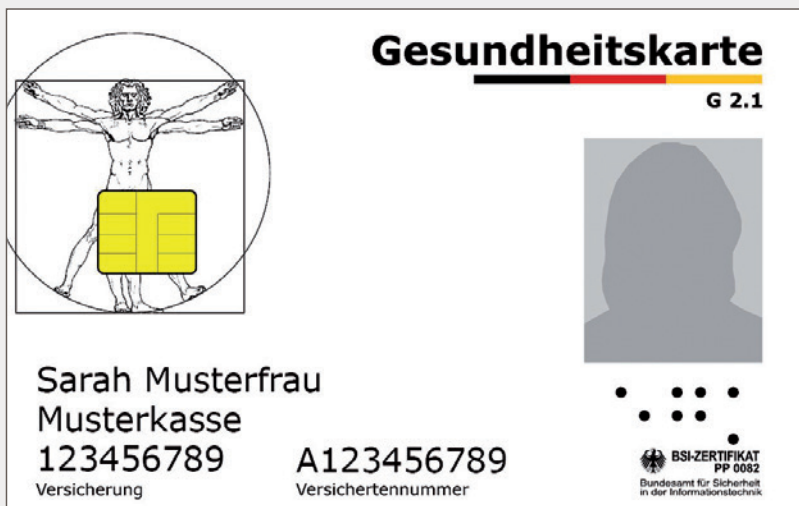 Gesundheitskarte
G 2.1
Sarah Musterfrau
Musterkasse
123456789
Versicherung
A123456789
Versichertennummer
BSI-ZERTIFIKAT
PP 0082
Bundesamt für Sicherheit
in der Informationstechnik